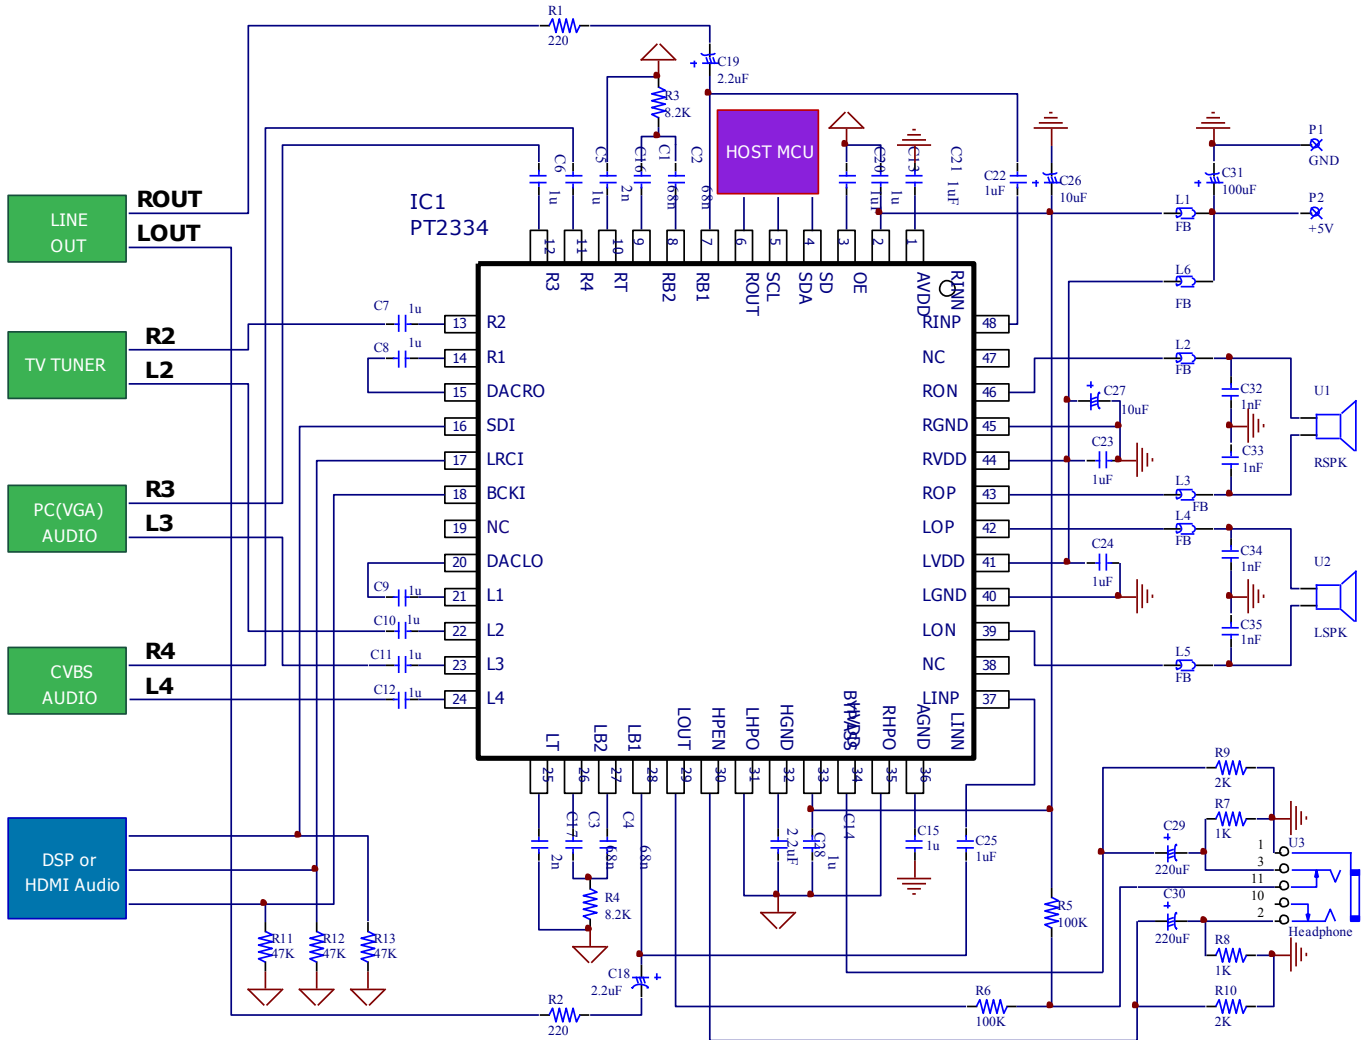 R1
220
C19
2.2uF
R3
8.2K
HOST MCU
P1
GND
C6
1u
C5
1u
C16
2n
C1
68n
C2
68n
C20
1u
C13
1u
C21
1uF
C22
1uF
C26
10uF
C31
100uF
L1
FB
P2
+5V
ROUT
LOUT
LINE
OUT
IC1
PT2334
12
11
10
9
8
7
6
5
4
3
2
1
R3
R4
RT
RB2
RB1
ROUT
SCL
SDA
SD
OE
AVDD
RINN
L6
FB
C7
1u
13
R2
RINP
48
R2
L2
TV TUNER
C8
1u
14
R1
NC
47
L2
FB
15
DACRO
RON
46
C27
10uF
C32
1nF
U1
16
SDI
RGND
45
17
LRCI
RVDD
44
C23
1uF
C33
1nF
RSPK
R3
L3
PC(VGA)
AUDIO
18
BCKI
ROP
43
L3
FB
19
NC
LOP
42
L4
FB
20
DACLO
LVDD
41
C24
1uF
C34
1nF
U2
C9
1u
21
L1
LGND
40
C10
1u
22
L2
LON
39
C35
1nF
LSPK
R4
L4
CVBS
AUDIO
C11
1u
23
L3
NC
38
L5
FB
C12
1u
24
L4
LINP
37
LT
LB2
LB1
LOUT
HPEN
LHPO
HGND
BYPASS
RHPO
AGND
LINN
25
26
27
28
29
30
31
32
33
34
35
36
R9
2K
R7
1K
2n
C17
C3
68n
C4
68n
2.2uF
C28
1u
C14
C15
1u
C25
1uF
C29
220uF
U3
1
3
11
10
2
Headphone
DSP or
HDMI Audio
R4
8.2K
R5
100K
C30
220uF
R11
47K
R12
47K
R13
47K
R8
1K
C18
2.2uF
R2
220
R6
100K
R10
2K